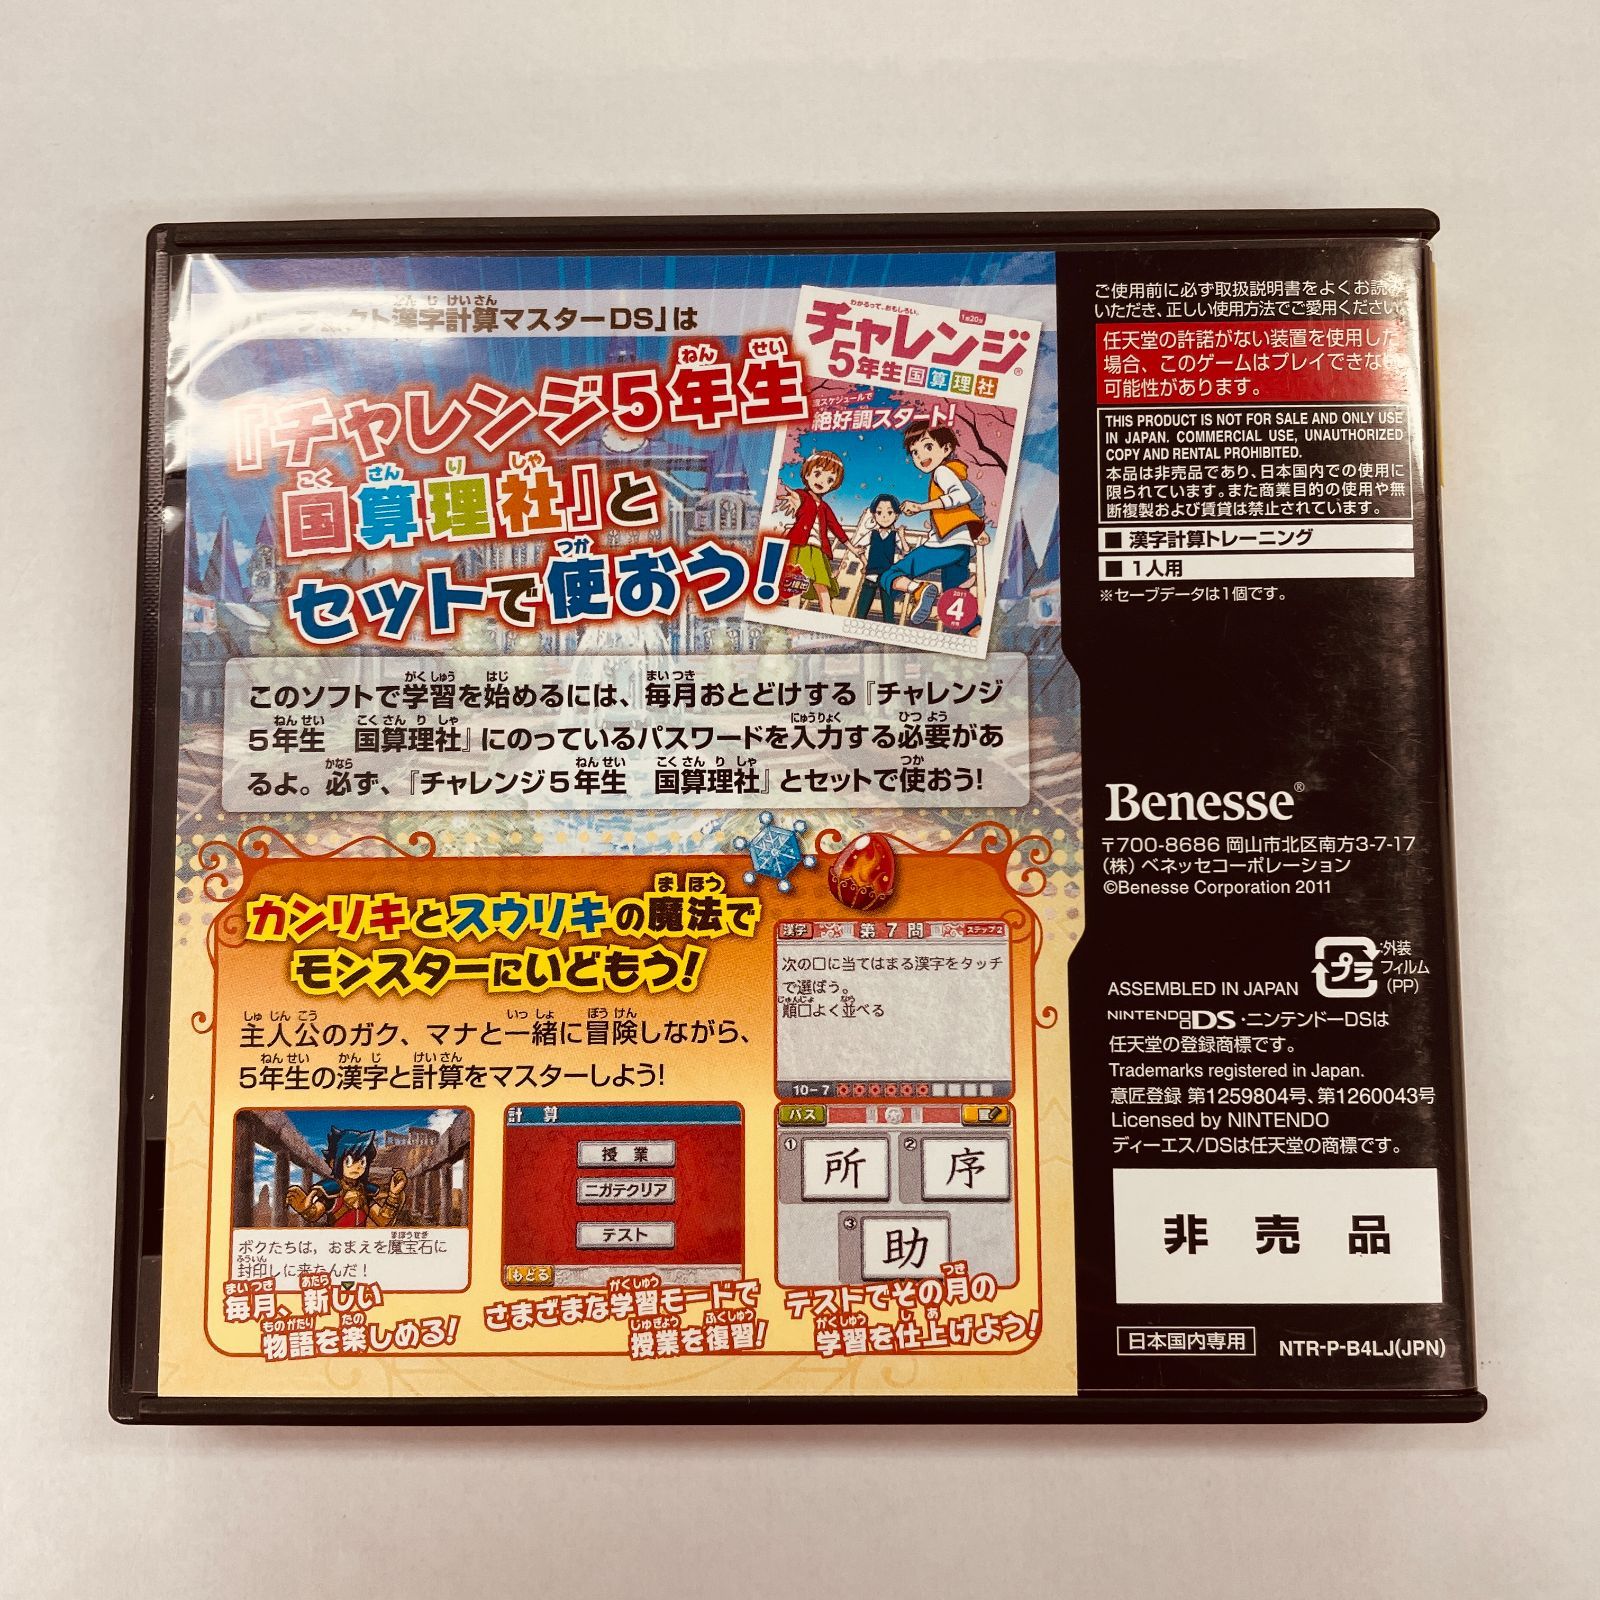 漢字計算マスターDS」は
『チャレンジ5年生
国算理社』と
セットで使おう!
わかるって、おもしろい。
1回20分
チャレンジ®
5年生国算理社
絶好調スタート!
2011
4
このソフトで学習を始めるには、毎月おとどけする『チャレンジ
5年生 国算理社』にのっているパスワードを入力する必要があ
るよ。必ず、『チャレンジ5年生 国算理社』とセットで使おう!
カンリキとスウリキの魔法で
モンスターにいどもう!
主人公のガク、マナと一緒に冒険しながら、
5年生の漢字と計算をマスターしよう!
ボクたちは，おまえを魔宝石に
封印しに来たんだ！
毎月、新しい
物語を楽しめる!
計 算
授 業
ニガテクリア
テスト
もどる
さまざまな学習モードで
授業を復習!
漢字 第7問 ステップ2
次の□に当てはまる漢字をタッチ
で選ぼう。
順□よく並べる
10-7
パス
① 所
② 序
③ 助
テストでその月の
学習を仕上げよう!
ご使用前に必ず取扱説明書をよくお読み
いただき、正しい使用方法でご愛用ください。
任天堂の許諾がない装置を使用した
場合、このゲームはプレイできない
可能性があります。
THIS PRODUCT IS NOT FOR SALE AND ONLY USE
IN JAPAN. COMMERCIAL USE, UNAUTHORIZED
COPY AND RENTAL PROHIBITED.
本品は非売品であり、日本国内での使用に
限られています。また商業目的の使用や無
断複製および賃貸は禁止されています。
■ 漢字計算トレーニング
■ 1人用
※セーブデータは1個です。
Benesse®
〒700-8686 岡山市北区南方3-7-17
(株) ベネッセコーポレーション
©Benesse Corporation 2011
プラ
:外装
フィルム
(PP)
ASSEMBLED IN JAPAN
NINTENDO DS・ニンテンドーDSは
任天堂の登録商標です。
Trademarks registered in Japan.
意匠登録 第1259804号、第1260043号
Licensed by NINTENDO
ディーエス/DSは任天堂の商標です。
非 売 品
日本国内専用
NTR-P-B4LJ(JPN)